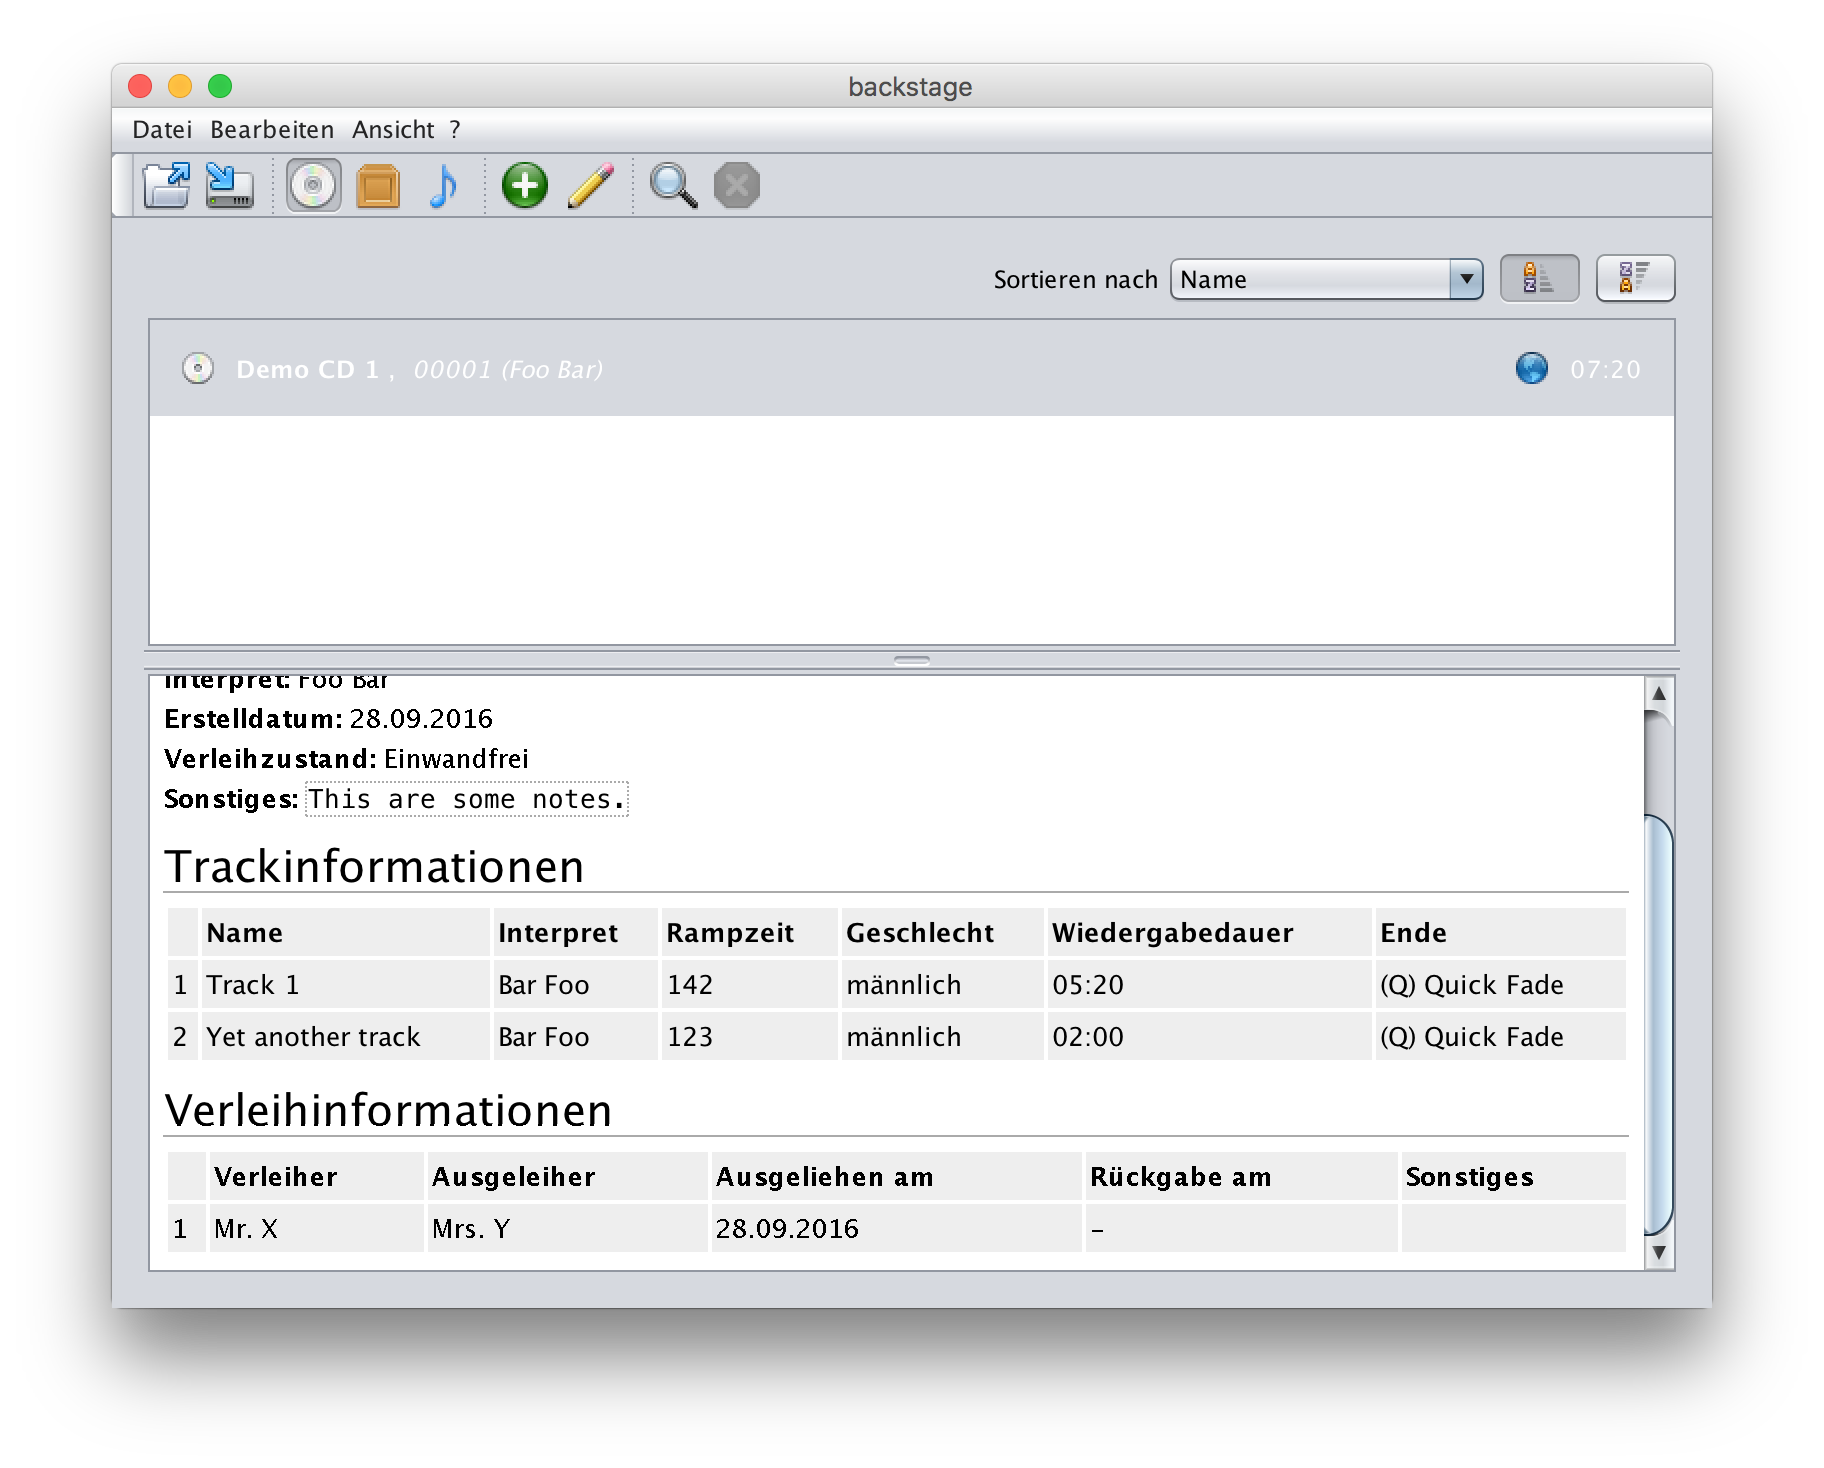 backstage
Datei Bearbeiten Ansicht ?
Sortieren nach Name
Demo CD 1 , 00001 (Foo Bar) 07:20
Interpret: Foo Bar
Erstelldatum: 28.09.2016
Verleihzustand: Einwandfrei
Sonstiges: This are some notes.
Trackinformationen
Name Interpret Rampzeit Geschlecht Wiedergabedauer Ende
1 Track 1 Bar Foo 142 männlich 05:20 (Q) Quick Fade
2 Yet another track Bar Foo 123 männlich 02:00 (Q) Quick Fade
Verleihinformationen
Verleiher Ausgeleiher Ausgeliehen am Rückgabe am Sonstiges
1 Mr. X Mrs. Y 28.09.2016 –